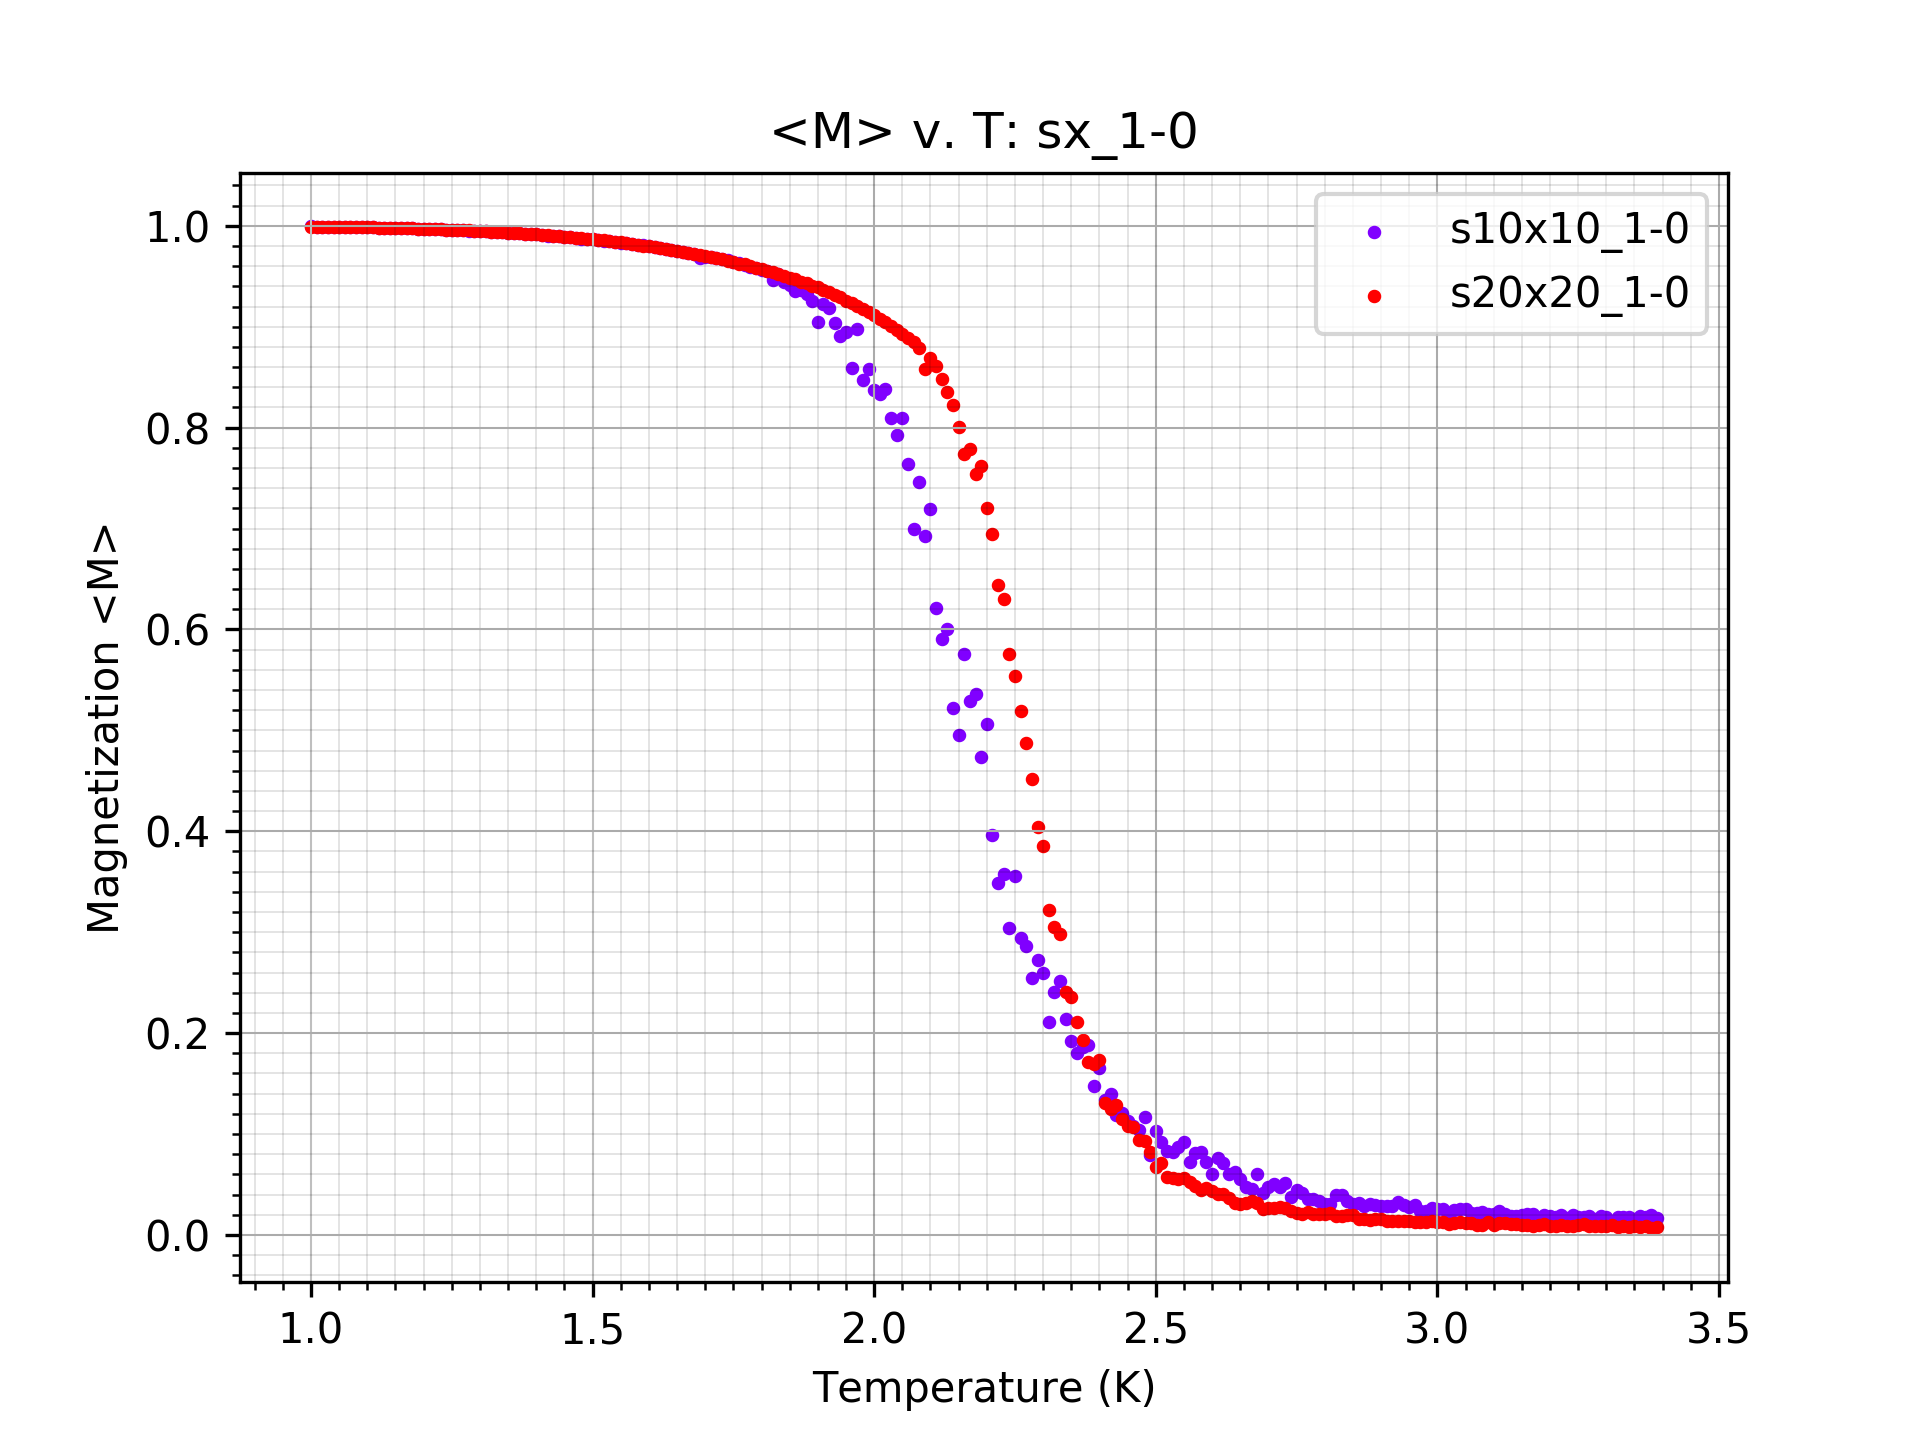 <M> v. T: sx_1-0
s10x10_1-0
s20x20_1-0
Magnetization <M>
1.0
0.8
0.6
0.4
0.2
0.0
1.0 1.5 2.0 2.5 3.0 3.5
Temperature (K)